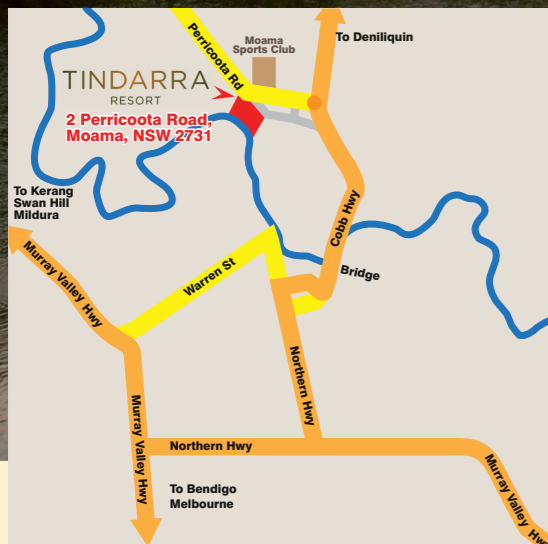 Perricoota Rd
Moama
Sports Club
To Deniliquin
TINDARRA
RESORT
2 Perricoota Road,
Moama, NSW 2731
To Kerang
Swan Hill
Mildura
Murray Valley Hwy
Warren St
Cobb Hwy
Bridge
Northern Hwy
Murray Valley Hwy
Northern Hwy
To Bendigo
Melbourne
Murray Valley Hwy